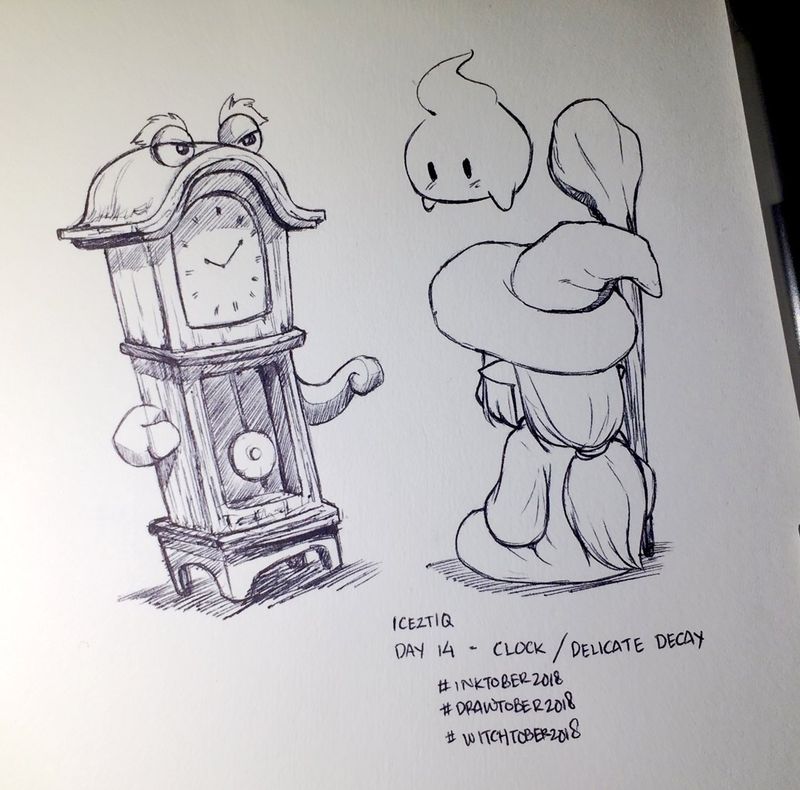 ICEZTIQ
DAY 14 - CLOCK / DELICATE DECAY
#INKTOBER2018
#DRAWTOBER2018
#WITCHTOBER2018